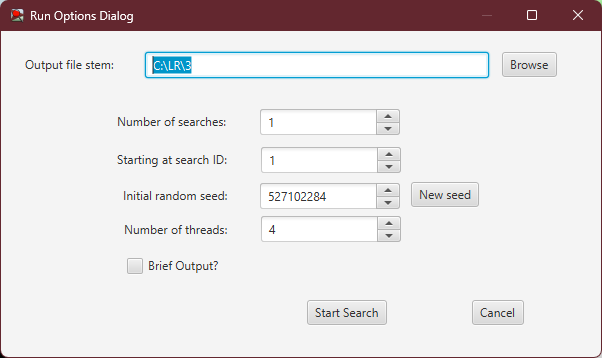 Run Options Dialog
Output file stem: C:\LR\3 Browse
Number of searches: 1
Starting at search ID: 1
Initial random seed: 527102284 New seed
Number of threads: 4
Brief Output?
Start Search Cancel